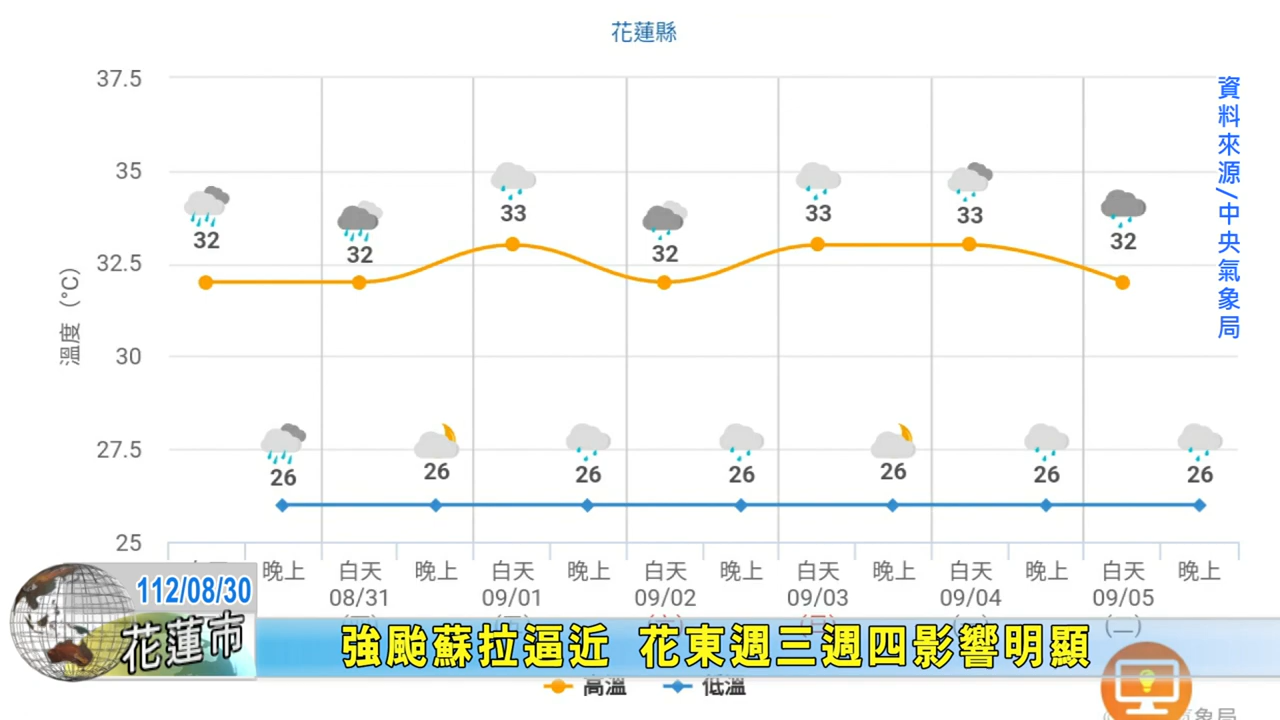 花蓮縣
37.5
35
32.5
30
27.5
25
溫度（°C）
資料來源/中央氣象局
32
32
33
32
33
33
32
26
26
26
26
26
26
26
晚上
白天
晚上
白天
晚上
白天
晚上
白天
晚上
白天
晚上
白天
晚上
08/31
09/01
09/02
09/03
09/04
09/05
(二)
112/08/30
花蓮市
強颱蘇拉逼近 花東週三週四影響明顯
高溫
低溫
象局